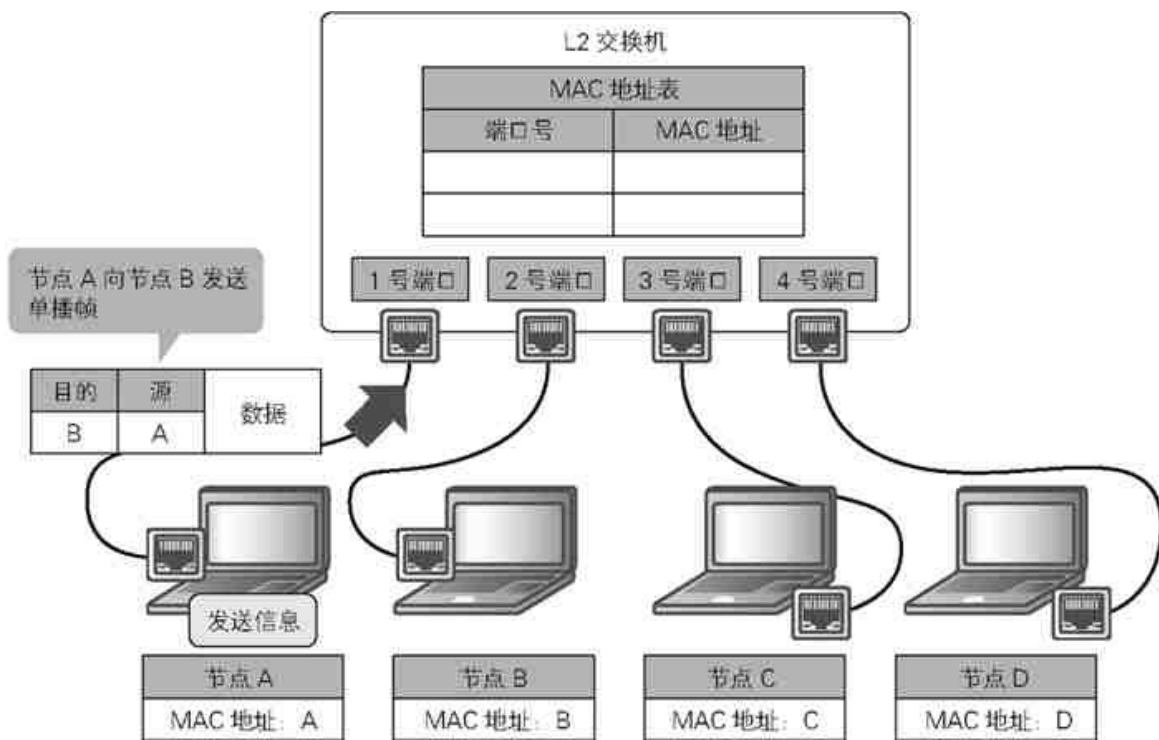 L2 交换机
MAC 地址表
端口号 MAC 地址
节点 A 向节点 B 发送
单播帧
1 号端口 2 号端口 3 号端口 4 号端口
目的 源 数据
B A
发送信息
节点 A 节点 B 节点 C 节点 D
MAC 地址：A MAC 地址：B MAC 地址：C MAC 地址：D